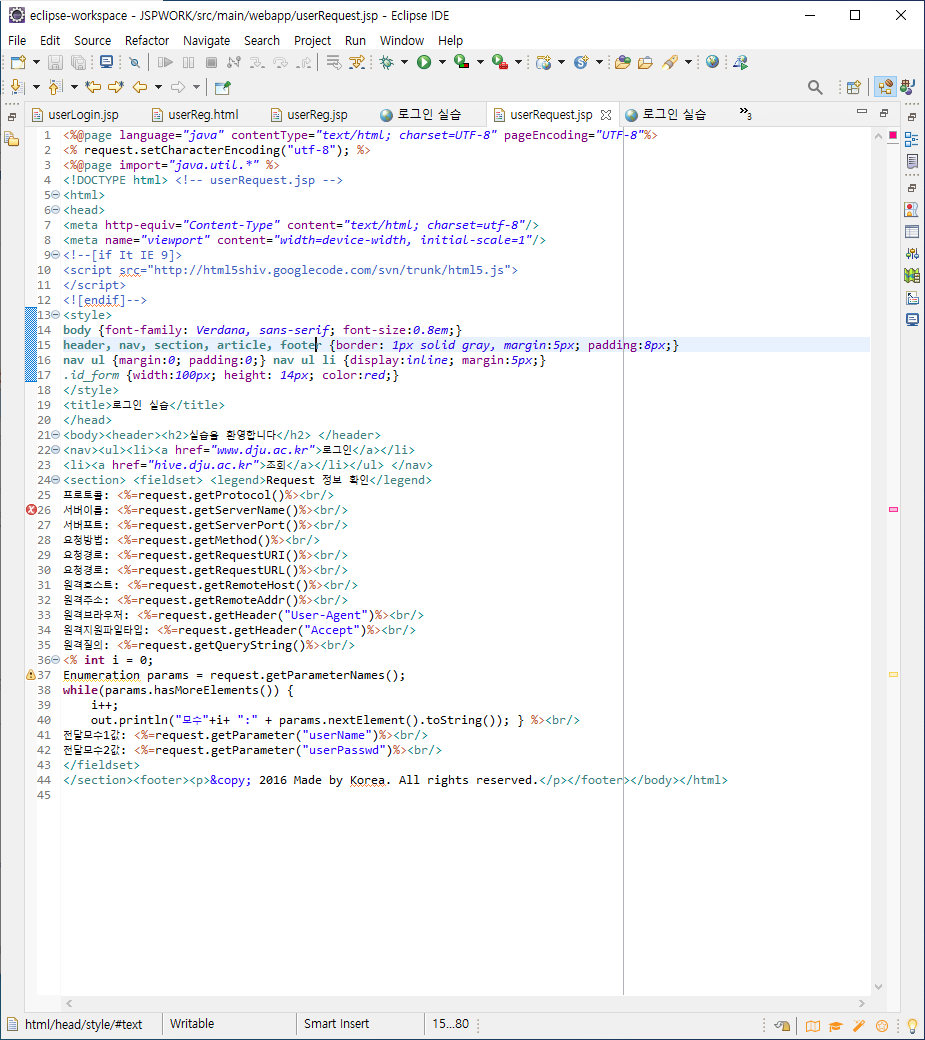 eclipse-workspace - JSPWORK/src/main/webapp/userRequest.jsp - Eclipse IDE
File Edit Source Refactor Navigate Search Project Run Window Help
userLogin.jsp userReg.html userReg.jsp 로그인 실습 userRequest.jsp 로그인 실습 »3
1 <%@page language="java" contentType="text/html; charset=UTF-8" pageEncoding="UTF-8"%>
2 <% request.setCharacterEncoding("utf-8"); %>
3 <%@page import="java.util.*" %>
4 <!DOCTYPE html> <!-- userRequest.jsp -->
5 <html>
6 <head>
7 <meta http-equiv="Content-Type" content="text/html; charset=utf-8"/>
8 <meta name="viewport" content="width=device-width, initial-scale=1"/>
9 <!--[if It IE 9]>
10 <script src="http://html5shiv.googlecode.com/svn/trunk/html5.js">
11 </script>
12 <![endif]-->
13 <style>
14 body {font-family: Verdana, sans-serif; font-size:0.8em;}
15 header, nav, section, article, footer {border: 1px solid gray, margin:5px; padding:8px;}
16 nav ul {margin:0; padding:0;} nav ul li {display:inline; margin:5px;}
17 .id_form {width:100px; height: 14px; color:red;}
18 </style>
19 <title>로그인 실습</title>
20 </head>
21 <body><header><h2>실습을 환영합니다</h2> </header>
22 <nav><ul><li><a href="www.dju.ac.kr">로그인</a></li>
23 <li><a href="hive.dju.ac.kr">조회</a></li></ul> </nav>
24 <section> <fieldset> <legend>Request 정보 확인</legend>
25 프로토콜: <%=request.getProtocol()%><br/>
26 서버이름: <%=request.getServerName()%><br/>
27 서버포트: <%=request.getServerPort()%><br/>
28 요청방법: <%=request.getMethod()%><br/>
29 요청경로: <%=request.getRequestURI()%><br/>
30 요청경로: <%=request.getRequestURL()%><br/>
31 원격호스트: <%=request.getRemoteHost()%><br/>
32 원격주소: <%=request.getRemoteAddr()%><br/>
33 원격브라우저: <%=request.getHeader("User-Agent")%><br/>
34 원격지원파일타입: <%=request.getHeader("Accept")%><br/>
35 원격질의: <%=request.getQueryString()%><br/>
36 <% int i = 0;
37 Enumeration params = request.getParameterNames();
38 while(params.hasMoreElements()) {
39 i++;
40 out.println("모수"+i+ ":" + params.nextElement().toString()); } %><br/>
41 전달모수1값: <%=request.getParameter("userName")%><br/>
42 전달모수2값: <%=request.getParameter("userPasswd")%><br/>
43 </fieldset>
44 </section><footer><p>&copy; 2016 Made by Korea. All rights reserved.</p></footer></body></html>
45
html/head/style/#text Writable Smart Insert 15...80